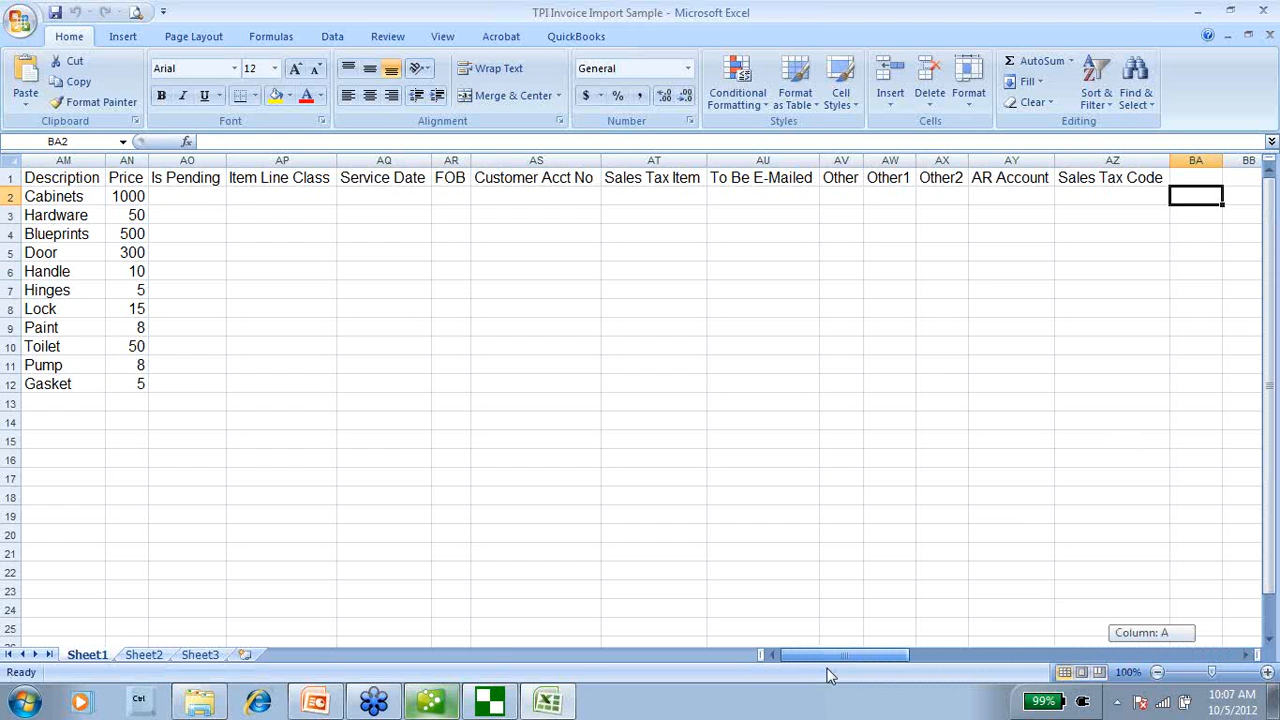 TPI Invoice Import Sample - Microsoft Excel
Home Insert Page Layout Formulas Data Review View Acrobat QuickBooks
Paste
Cut
Copy
Format Painter
Clipboard
Arial 12
B I U
Font
Wrap Text
Merge & Center
Alignment
General
$ % ,
Number
Conditional Formatting
Format as Table
Cell Styles
Styles
Insert Delete Format
Cells
Σ AutoSum
Fill
Clear
Sort & Filter
Find & Select
Editing
BA2 fx
AM AN AO AP AQ AR AS AT AU AV AW AX AY AZ BA BB
1 Description Price Is Pending Item Line Class Service Date FOB Customer Acct No Sales Tax Item To Be E-Mailed Other Other1 Other2 AR Account Sales Tax Code
2 Cabinets 1000
3 Hardware 50
4 Blueprints 500
5 Door 300
6 Handle 10
7 Hinges 5
8 Lock 15
9 Paint 8
10 Toilet 50
11 Pump 8
12 Gasket 5
13
14
15
16
17
18
19
20
21
22
23
24
25
Column: A
Sheet1 Sheet2 Sheet3
Ready 100%
Ctrl 99% 10:07 AM
10/5/2012